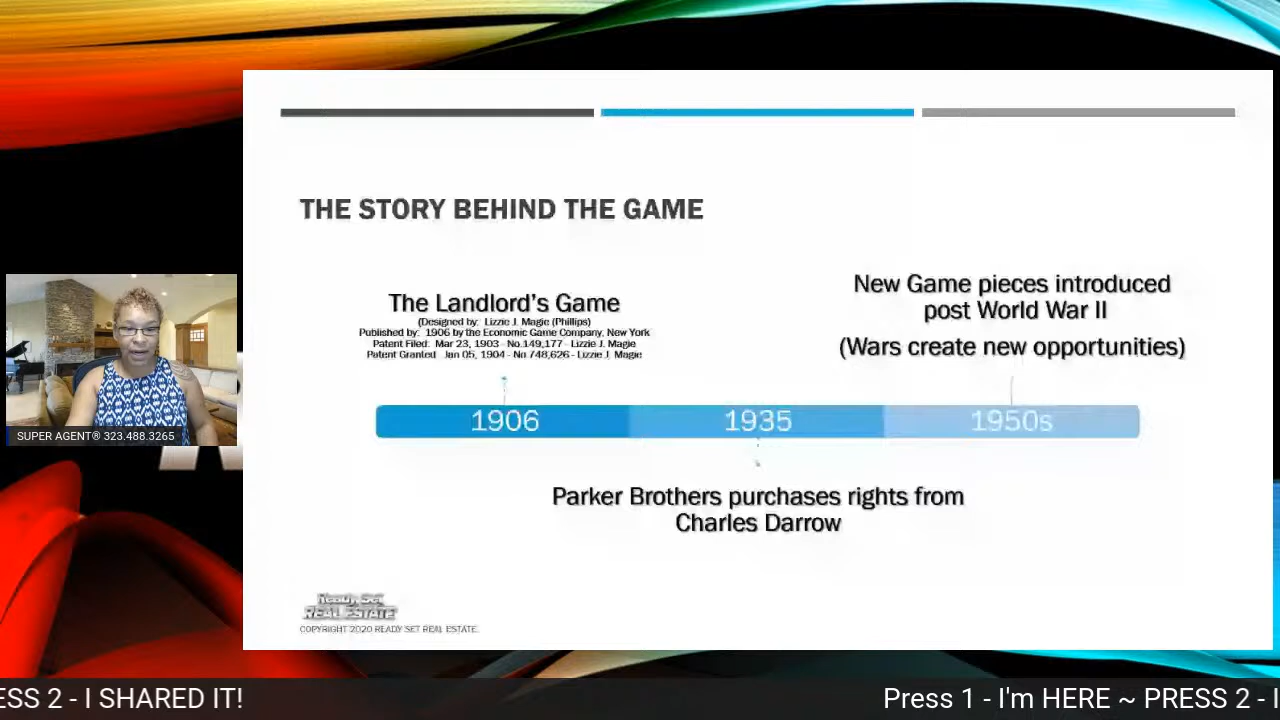 THE STORY BEHIND THE GAME
The Landlord's Game
(Designed by: Lizzie J. Magie (Phillips)
Published by: 1906 by the Economic Game Company, New York
Patent Filed: Mar 23, 1903 - No.149,177 - Lizzie J. Magie
Patent Granted Jan 05, 1904 - No 748,626 - Lizzie J. Magie
New Game pieces introduced
post World War II
(Wars create new opportunities)
1906
1935
1950s
Parker Brothers purchases rights from
Charles Darrow
SUPER AGENT® 323.488.3265
Ready Set
REAL ESTATE
COPYRIGHT 2020 READY SET REAL ESTATE.
ESS 2 - I SHARED IT!
Press 1 - I'm HERE ~ PRESS 2 - I